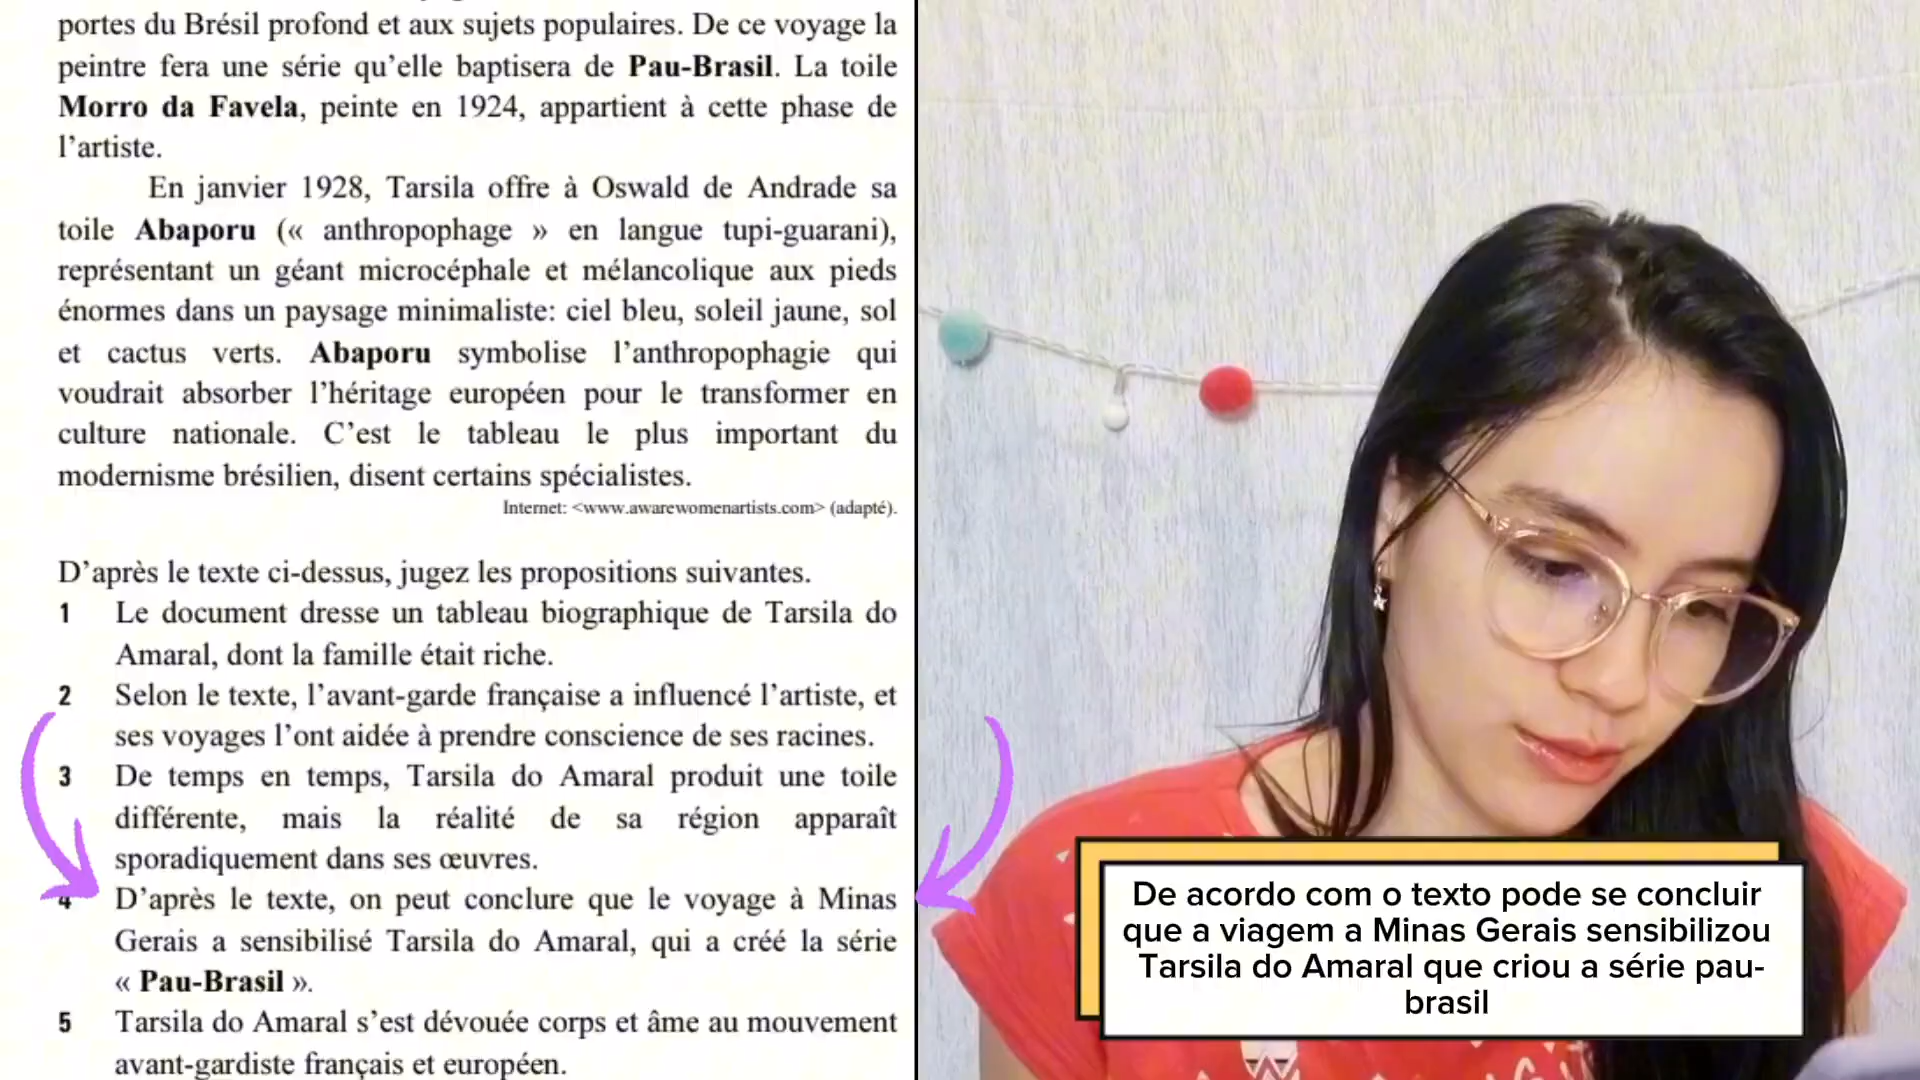 portes du Brésil profond et aux sujets populaires. De ce voyage la
peintre fera une série qu’elle baptisera de Pau-Brasil. La toile
Morro da Favela, peinte en 1924, appartient à cette phase de
l’artiste.
En janvier 1928, Tarsila offre à Oswald de Andrade sa
toile Abaporu (« anthropophage » en langue tupi-guarani),
représentant un géant microcéphale et mélancolique aux pieds
énormes dans un paysage minimaliste: ciel bleu, soleil jaune, sol
et cactus verts. Abaporu symbolise l’anthropophagie qui
voudrait absorber l’héritage européen pour le transformer en
culture nationale. C’est le tableau le plus important du
modernisme brésilien, disent certains spécialistes.
Internet: <www.awarewomenartists.com> (adapté).
D’après le texte ci-dessus, jugez les propositions suivantes.
1 Le document dresse un tableau biographique de Tarsila do
Amaral, dont la famille était riche.
2 Selon le texte, l’avant-garde française a influencé l’artiste, et
ses voyages l’ont aidée à prendre conscience de ses racines.
3 De temps en temps, Tarsila do Amaral produit une toile
différente, mais la réalité de sa région apparaît
sporadiquement dans ses œuvres.
4 D’après le texte, on peut conclure que le voyage à Minas
Gerais a sensibilisé Tarsila do Amaral, qui a créé la série
« Pau-Brasil ».
5 Tarsila do Amaral s’est dévouée corps et âme au mouvement
avant-gardiste français et européen.
De acordo com o texto pode se concluir
que a viagem a Minas Gerais sensibilizou
Tarsila do Amaral que criou a série pau-
brasil